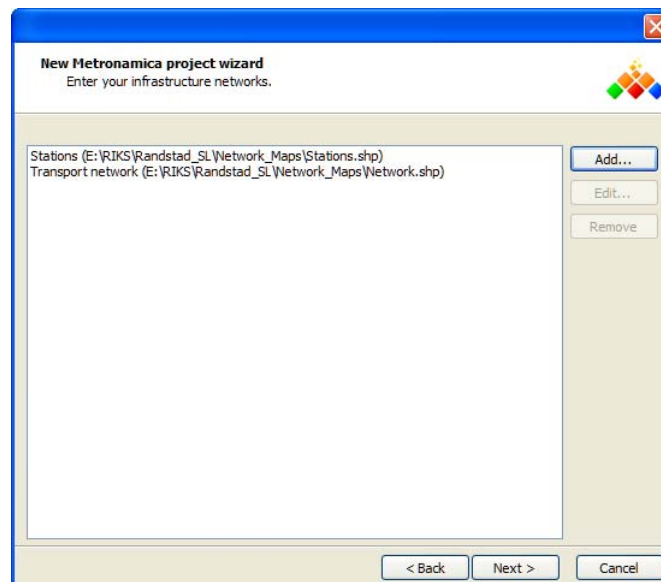 New Metronamica project wizard
Enter your infrastructure networks.
Stations (E:\RIKS\Randstad_SL\Network_Maps\Stations.shp)
Transport network (E:\RIKS\Randstad_SL\Network_Maps\Network.shp)
Add...
Edit...
Remove
< Back
Next >
Cancel